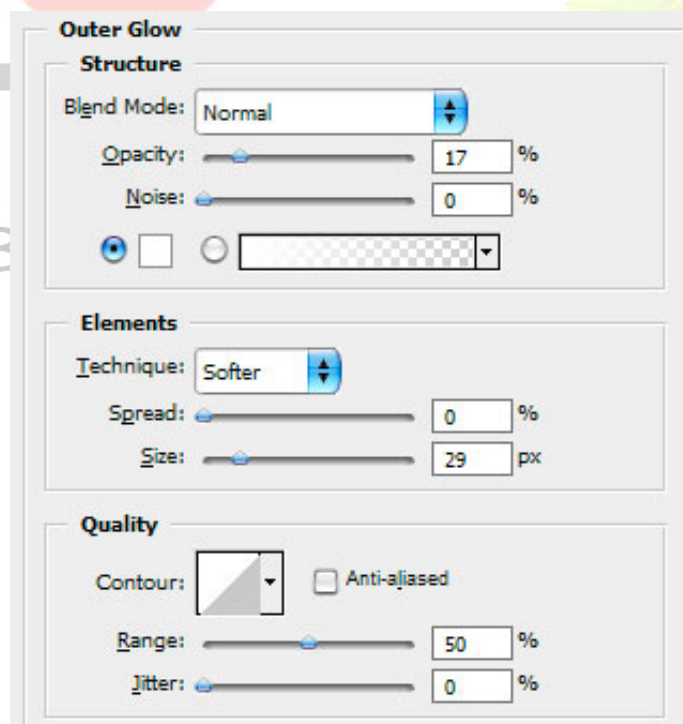 Outer Glow
Structure
Blend Mode: Normal
Opacity: 17 %
Noise: 0 %
Elements
Technique: Softer
Spread: 0 %
Size: 29 px
Quality
Contour: Anti-aliased
Range: 50 %
Jitter: 0 %